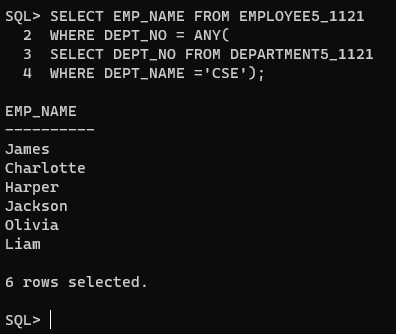 SQL> SELECT EMP_NAME FROM EMPLOYEE5_1121
  2  WHERE DEPT_NO = ANY(
  3  SELECT DEPT_NO FROM DEPARTMENT5_1121
  4  WHERE DEPT_NAME ='CSE');
EMP_NAME
----------
James
Charlotte
Harper
Jackson
Olivia
Liam
6 rows selected.
SQL>